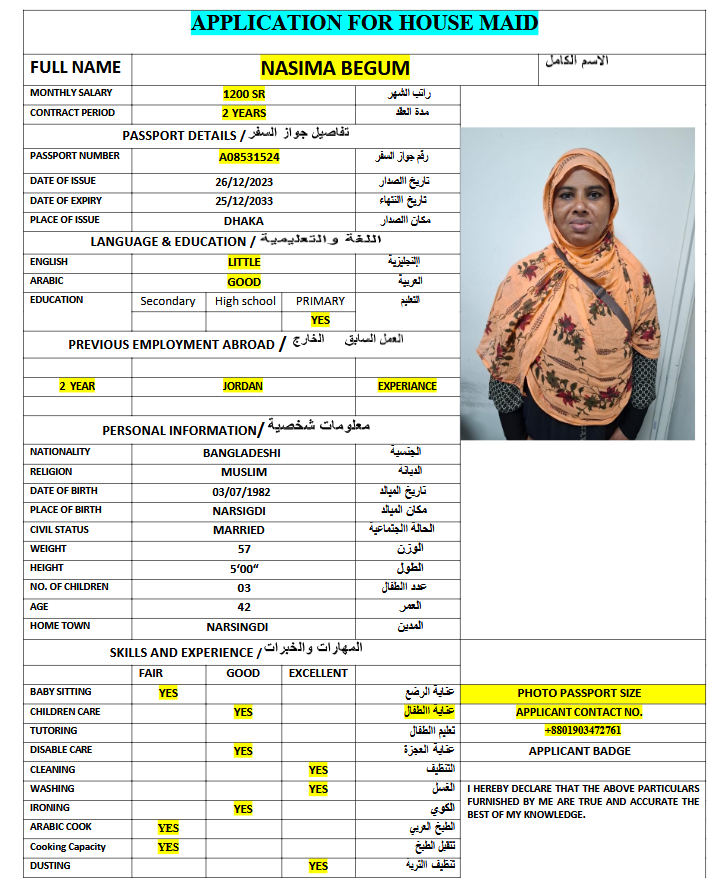 APPLICATION FOR HOUSE MAID
FULL NAME NASIMA BEGUM الاسم الكامل
MONTHLY SALARY 1200 SR راتب الشهر
CONTRACT PERIOD 2 YEARS مدة العقد
PASSPORT DETAILS / تفاصيل جواز السفر
PASSPORT NUMBER A08531524 رقم جواز السفر
DATE OF ISSUE 26/12/2023 تاريخ االصدار
DATE OF EXPIRY 25/12/2033 تاريخ االنتهاء
PLACE OF ISSUE DHAKA مكان االصدار
LANGUAGE & EDUCATION / اللغة والتعليمية
ENGLISH LITTLE اإلنجليزية
ARABIC GOOD العربية
EDUCATION Secondary High school PRIMARY التعليم
YES
PREVIOUS EMPLOYMENT ABROAD / العمل السابق الخارج
2 YEAR JORDAN EXPERIANCE
PERSONAL INFORMATION/ معلومات شخصية
NATIONALITY BANGLADESHI الجنسية
RELIGION MUSLIM الديانة
DATE OF BIRTH 03/07/1982 تاريخ الميالد
PLACE OF BIRTH NARSIGDI مكان الميالد
CIVIL STATUS MARRIED الحالة االجتماعية
WEIGHT 57 الوزن
HEIGHT 5‘00“ الطول
NO. OF CHILDREN 03 عدد االطفال
AGE 42 العمر
HOME TOWN NARSINGDI المدين
SKILLS AND EXPERIENCE / المهارات والخبرات
FAIR GOOD EXCELLENT
BABY SITTING YES عناية الرضع PHOTO PASSPORT SIZE
CHILDREN CARE YES عناية االطفال APPLICANT CONTACT NO.
TUTORING تعليم االطفال +8801903472761
DISABLE CARE YES عناية العجزة APPLICANT BADGE
CLEANING YES التنظيف
WASHING YES الغسل
I HEREBY DECLARE THAT THE ABOVE PARTICULARS
FURNISHED BY ME ARE TRUE AND ACCURATE THE
BEST OF MY KNOWLEDGE.
IRONING YES الكوي
ARABIC COOK YES الطبخ العربي
Cooking Capacity YES تتقبل الطبخ
DUSTING YES تنظيف االتربة